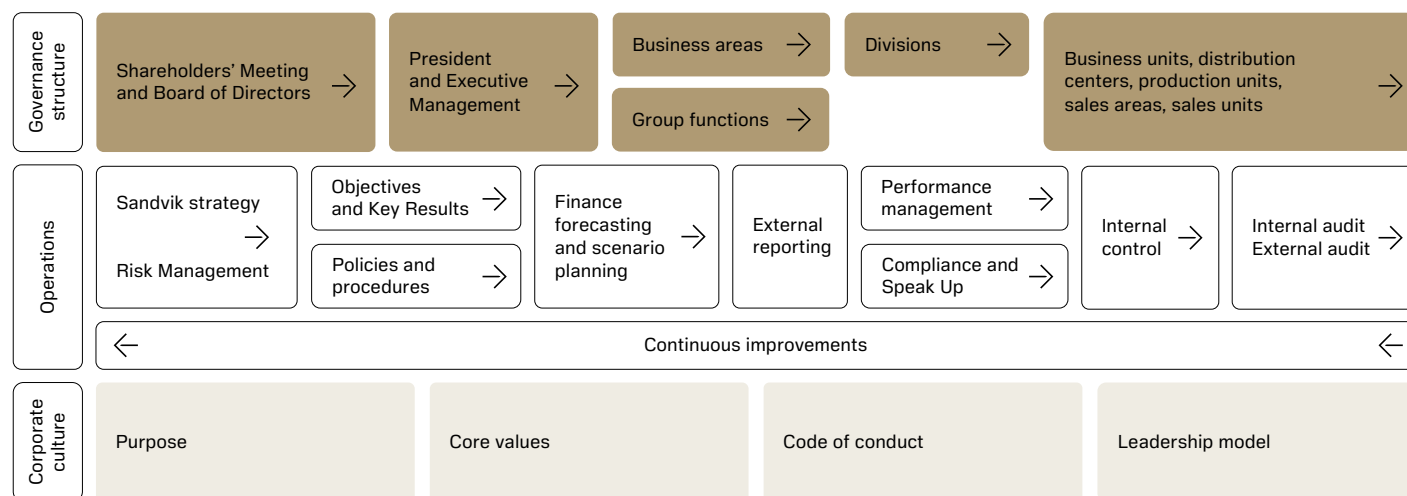 Governance
structure
Shareholders’ Meeting
and Board of Directors
President
and Executive
Management
Business areas
Group functions
Divisions
Business units, distribution
centers, production units,
sales areas, sales units
Operations
Sandvik strategy
Risk Management
Objectives
and Key Results
Policies and
procedures
Finance
forecasting
and scenario
planning
External
reporting
Performance
management
Compliance and
Speak Up
Internal
control
Internal audit
External audit
Continuous improvements
Corporate
culture
Purpose
Core values
Code of conduct
Leadership model